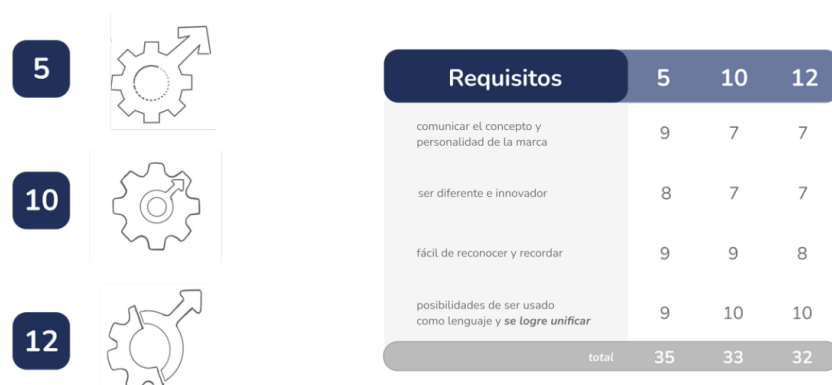 5
10
12
Requisitos 5 10 12
comunicar el concepto y
personalidad de la marca 9 7 7
ser diferente e innovador 8 7 7
fácil de reconocer y recordar 9 9 8
posibilidades de ser usado
como lenguaje y se logre unificar 9 10 10
total 35 33 32